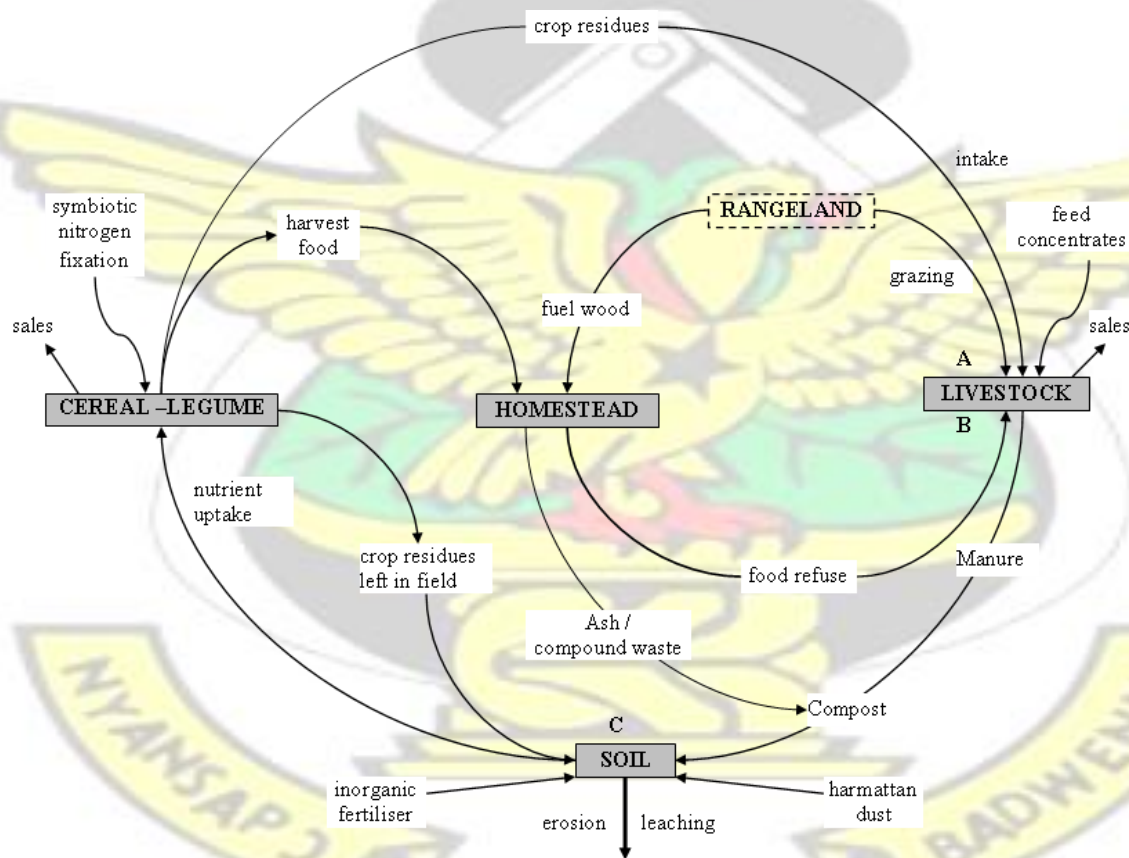 crop residues
intake
RANGELAND
symbiotic
nitrogen
fixation
harvest
food
feed
concentrates
grazing
fuel wood
sales
sales
A
CEREAL –LEGUME
HOMESTEAD
LIVESTOCK
B
nutrient
uptake
crop residues
left in field
food refuse
Manure
Ash /
compound waste
Compost
C
SOIL
inorganic
fertiliser
harmattan
dust
erosion
leaching
NYANSAP
BADWEN